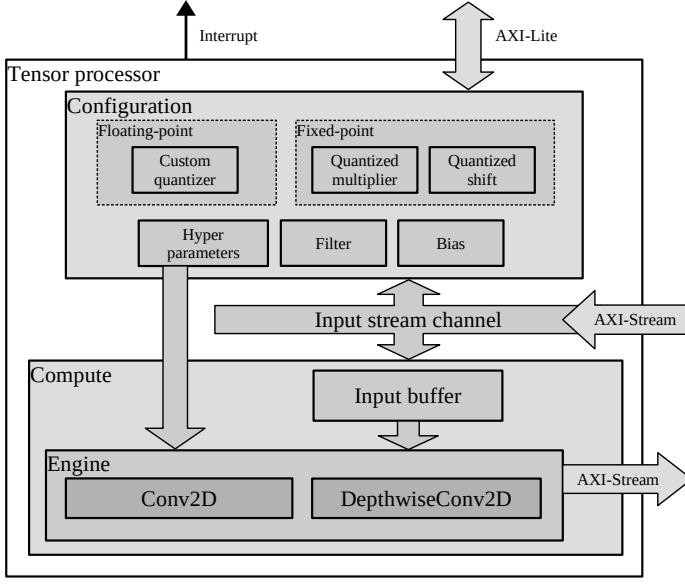 Interrupt
AXI-Lite
Tensor processor
Configuration
Floating-point
Custom
quantizer
Fixed-point
Quantized
multiplier
Quantized
shift
Hyper
parameters
Filter
Bias
Input stream channel
AXI-Stream
Compute
Input buffer
Engine
Conv2D
DepthwiseConv2D
AXI-Stream